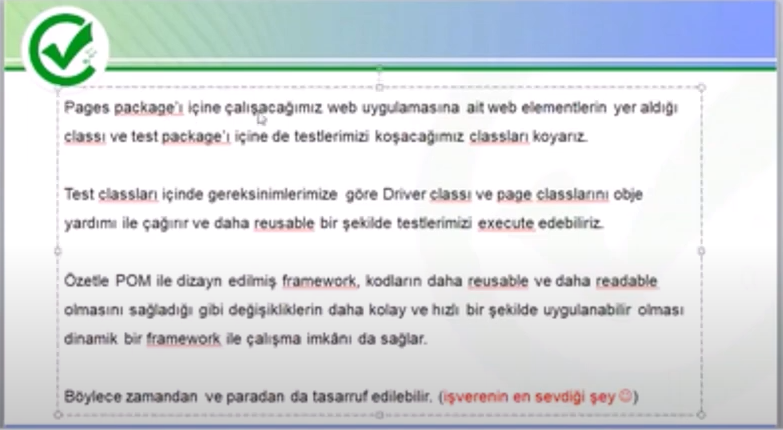 Pages package'ı içine çalışacağımız web uygulamasına ait web elementlerin yer aldığı
classı ve test package'ı içine de testlerimizi koşacağımız classları koyarız.
Test classları içinde gereksinimlerimize göre Driver classı ve page classlarını obje
yardımı ile çağırır ve daha reusable bir şekilde testlerimizi execute edebiliriz.
Özetle POM ile dizayn edilmiş framework, kodların daha reusable ve daha readable
olmasını sağladığı gibi değişikliklerin daha kolay ve hızlı bir şekilde uygulanabilir olması
dinamik bir framework ile çalışma imkânı da sağlar.
Böylece zamandan ve paradan da tasarruf edilebilir. (işverenin en sevdiği şey ☺)